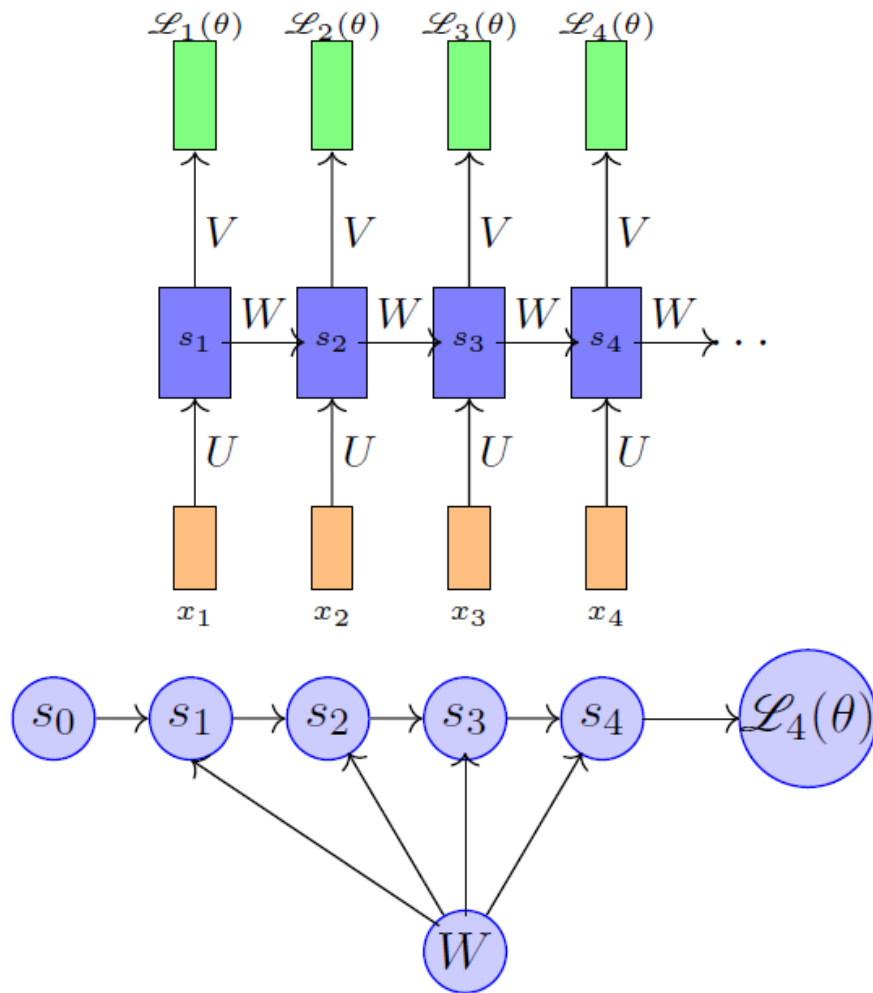 ℒ₁(θ) ℒ₂(θ) ℒ₃(θ) ℒ₄(θ)
V V V V
W W W W
s₁ s₂ s₃ s₄ ...
U U U U
x₁ x₂ x₃ x₄
s₀ s₁ s₂ s₃ s₄ ℒ₄(θ)
W